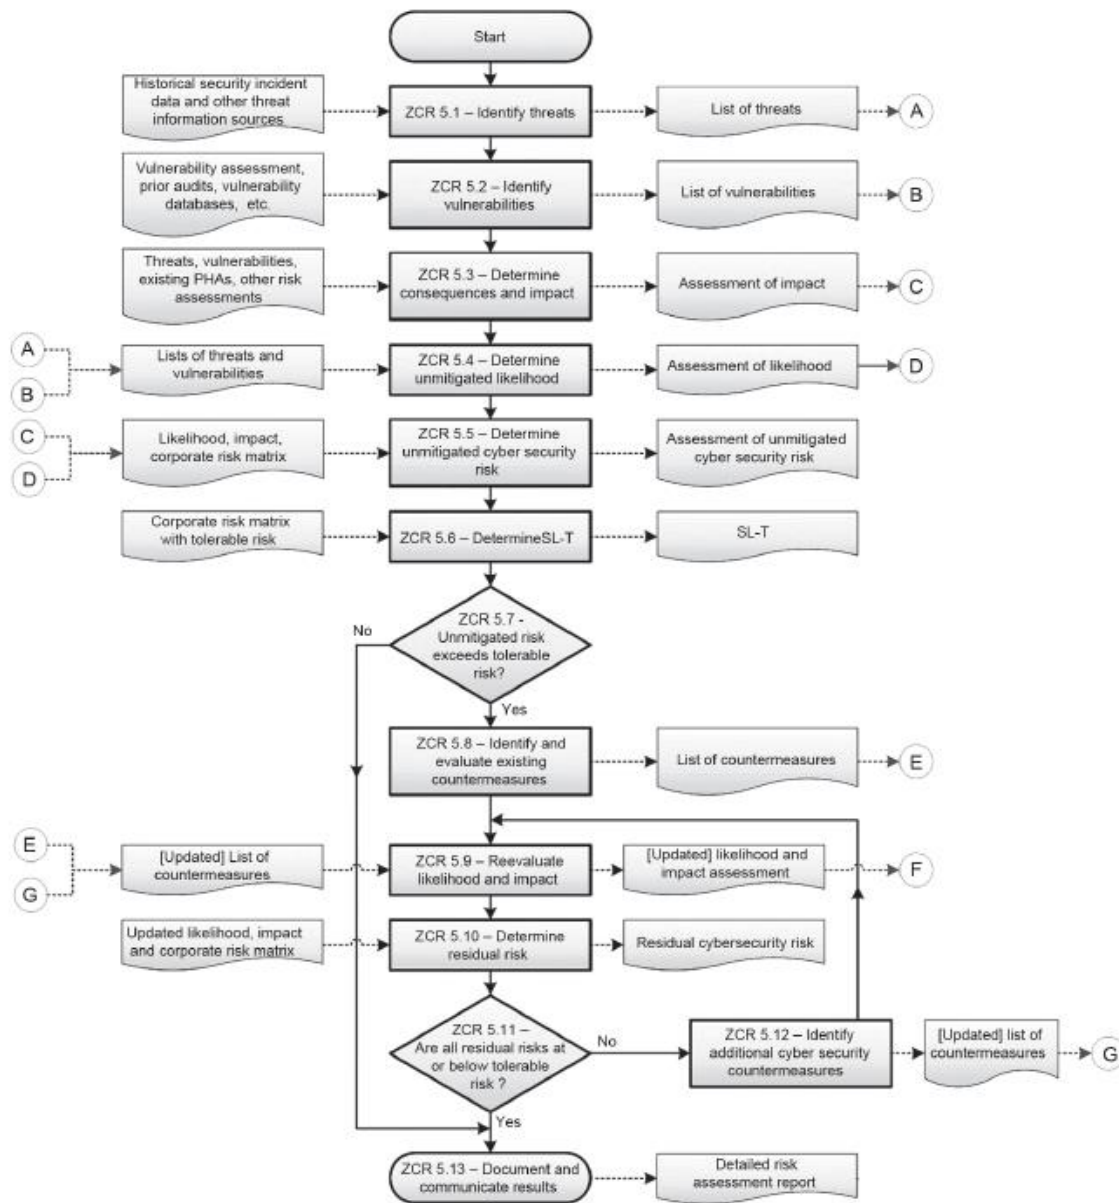 Start
Historical security incident
data and other threat
information sources
ZCR 5.1 – Identify threats
List of threats
A
Vulnerability assessment,
prior audits, vulnerability
databases, etc.
ZCR 5.2 – Identify
vulnerabilities
List of vulnerabilities
B
Threats, vulnerabilities,
existing PHAs, other risk
assessments
ZCR 5.3 – Determine
consequences and impact
Assessment of impact
C
A
B
Lists of threats and
vulnerabilities
ZCR 5.4 – Determine
unmitigated likelihood
Assessment of likelihood
D
C
D
Likelihood, impact,
corporate risk matrix
ZCR 5.5 – Determine
unmitigated cyber security
risk
Assessment of unmitigated
cyber security risk
Corporate risk matrix
with tolerable risk
ZCR 5.6 – DetermineSL-T
SL-T
ZCR 5.7 -
Unmitigated risk
exceeds tolerable
risk?
No
Yes
ZCR 5.8 – Identify and
evaluate existing
countermeasures
List of countermeasures
E
E
G
[Updated] List of
countermeasures
ZCR 5.9 – Reevaluate
likelihood and impact
[Updated] likelihood and
impact assessment
F
Updated likelihood, impact
and corporate risk matrix
ZCR 5.10 – Determine
residual risk
Residual cybersecurity risk
ZCR 5.11 –
Are all residual risks at
or below tolerable
risk ?
No
ZCR 5.12 – Identify
additional cyber security
countermeasures
[Updated] list of
countermeasures
G
Yes
ZCR 5.13 – Document and
communicate results
Detailed risk
assessment report